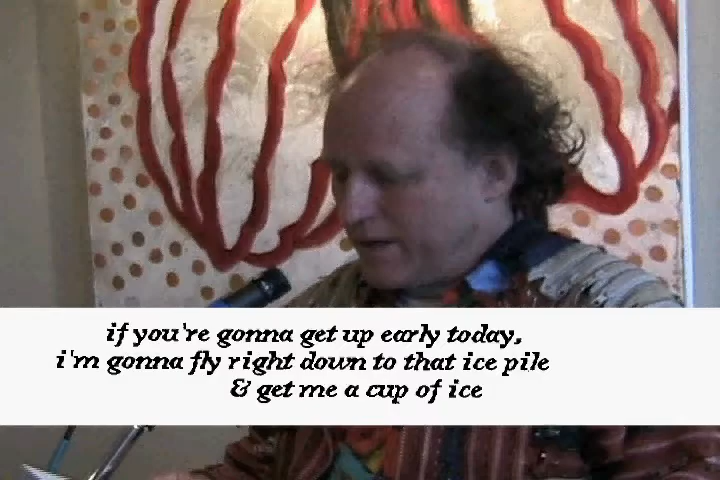 if you're gonna get up early today,
i'm gonna fly right down to that ice pile
& get me a cup of ice